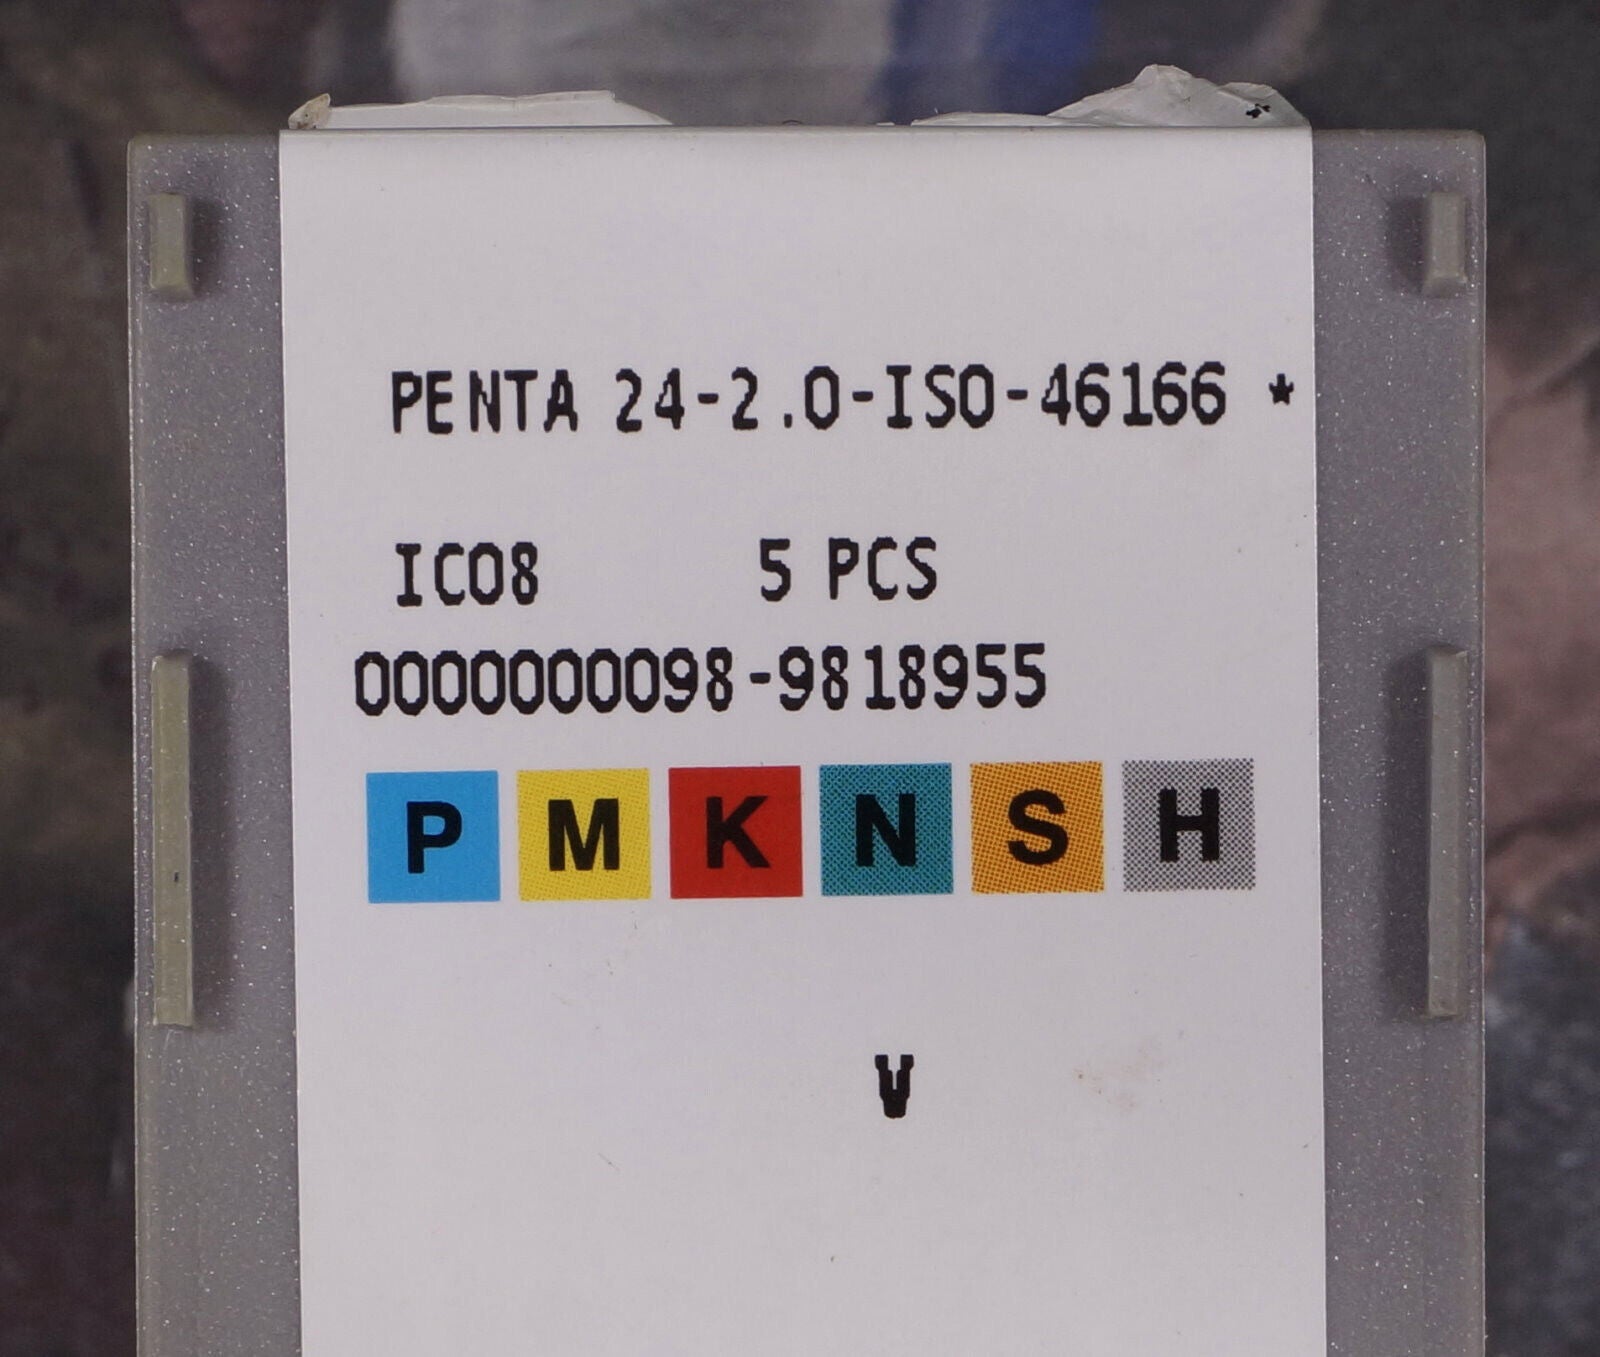 PENTA 24-2.0-ISO-46166 *
IC08 5 PCS
0000000098-9818955
P M K N S H
V